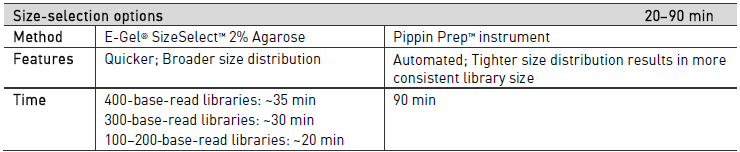 Size-selection options 20–90 min
Method E-Gel® SizeSelect™ 2% Agarose Pippin Prep™ instrument
Features Quicker; Broader size distribution Automated; Tighter size distribution results in more
consistent library size
Time 400-base-read libraries: ~35 min 90 min
300-base-read libraries: ~30 min
100–200-base-read libraries: ~20 min